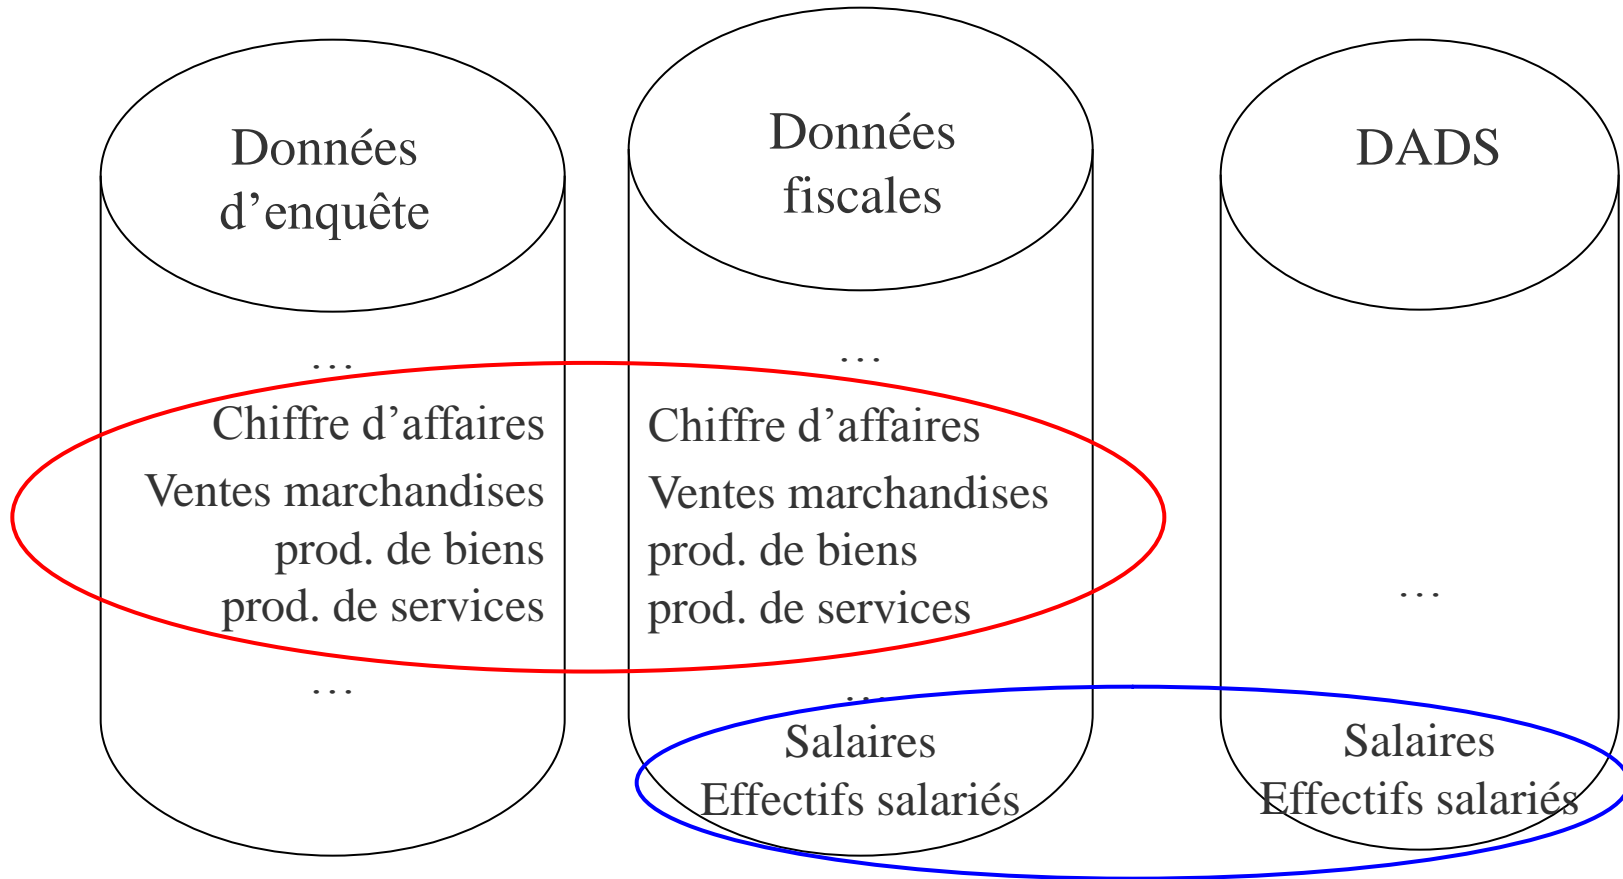 Données
d’enquête
…
Chiffre d’affaires
Ventes marchandises
prod. de biens
prod. de services
…
Données
fiscales
…
Chiffre d’affaires
Ventes marchandises
prod. de biens
prod. de services
…
Salaires
Effectifs salariés
DADS
…
Salaires
Effectifs salariés